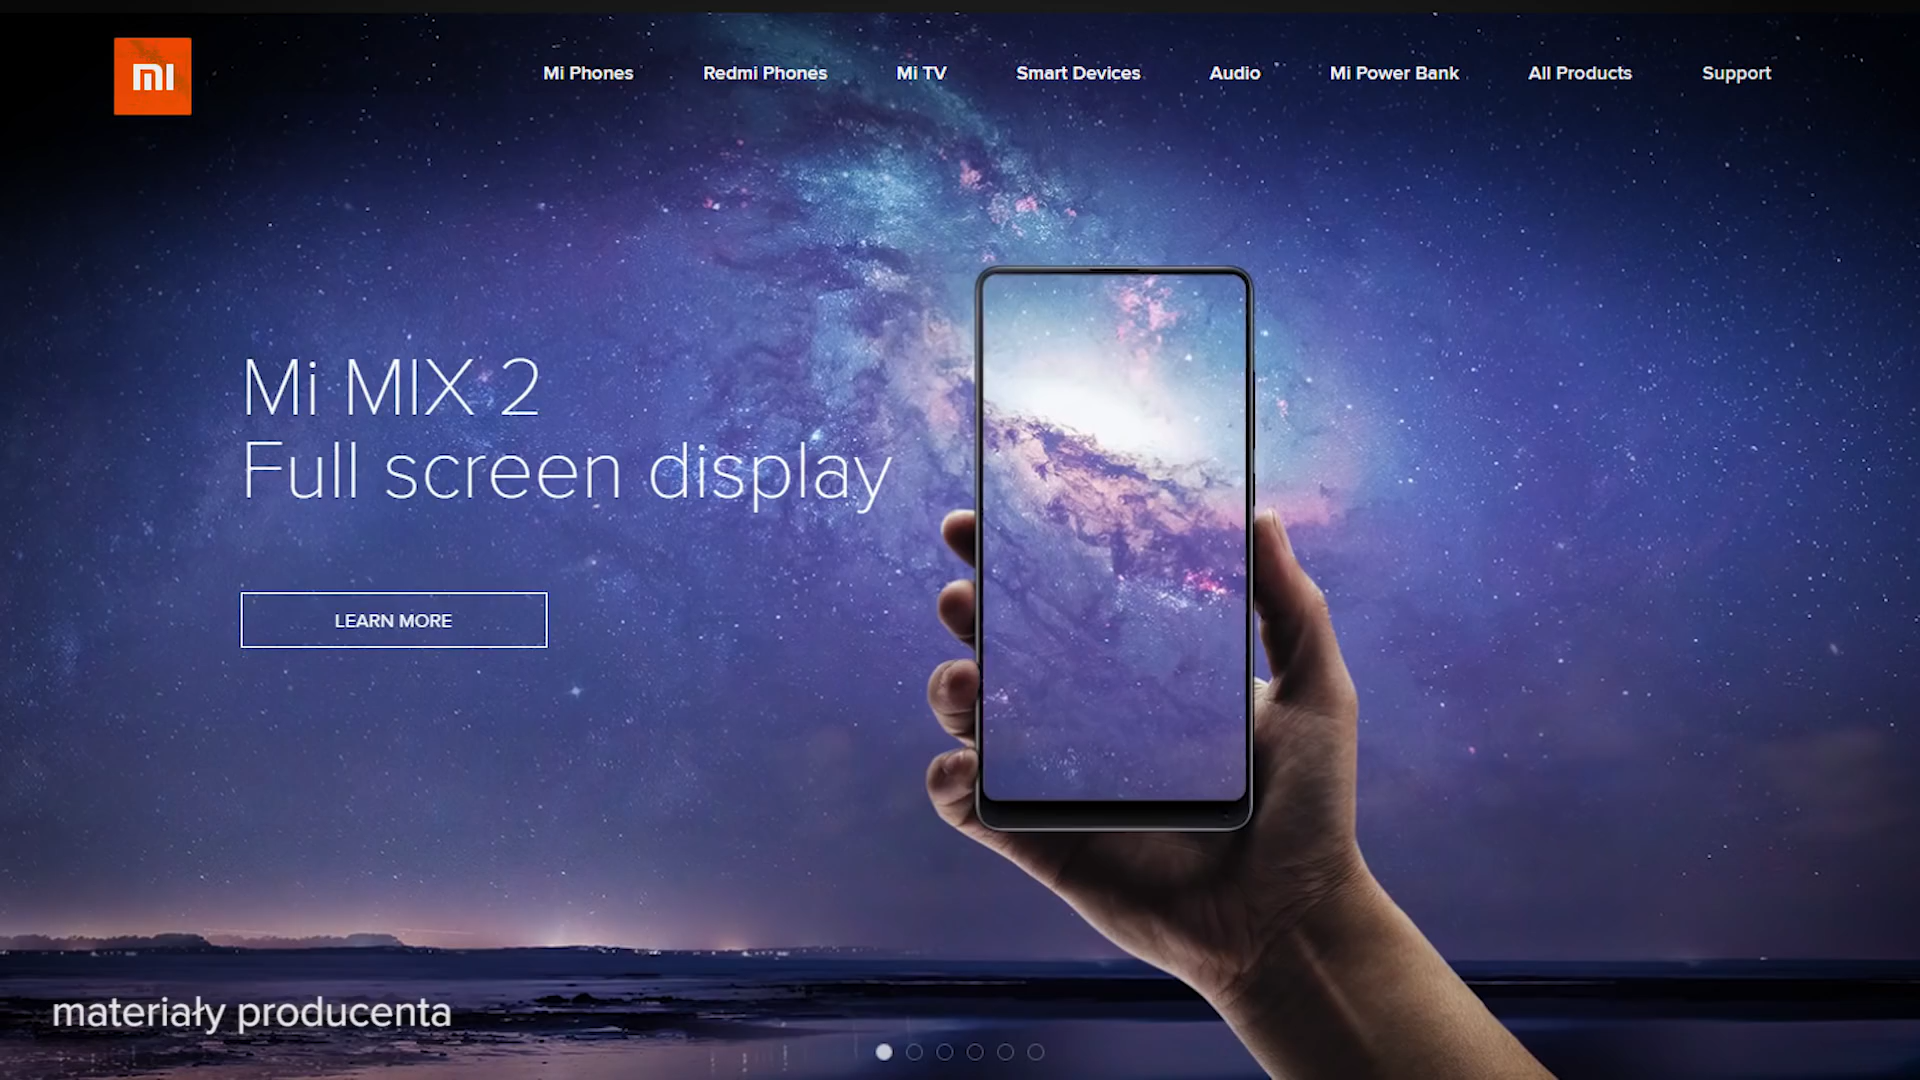 mi
Mi Phones
Redmi Phones
Mi TV
Smart Devices
Audio
Mi Power Bank
All Products
Support
Mi MIX 2
Full screen display
LEARN MORE
materiały producenta